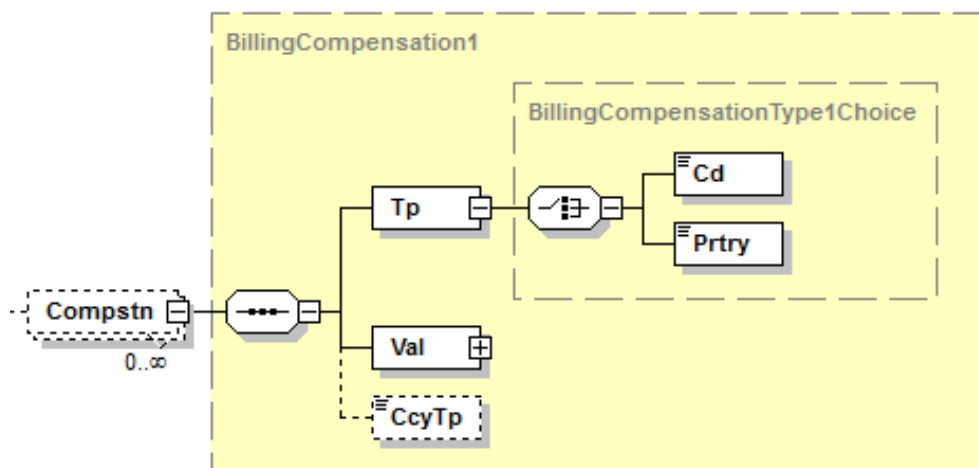 BillingCompensation1
BillingCompensationType1Choice
Cd
Tp
Prtry
Compstn
0..∞
Val
CcyTp